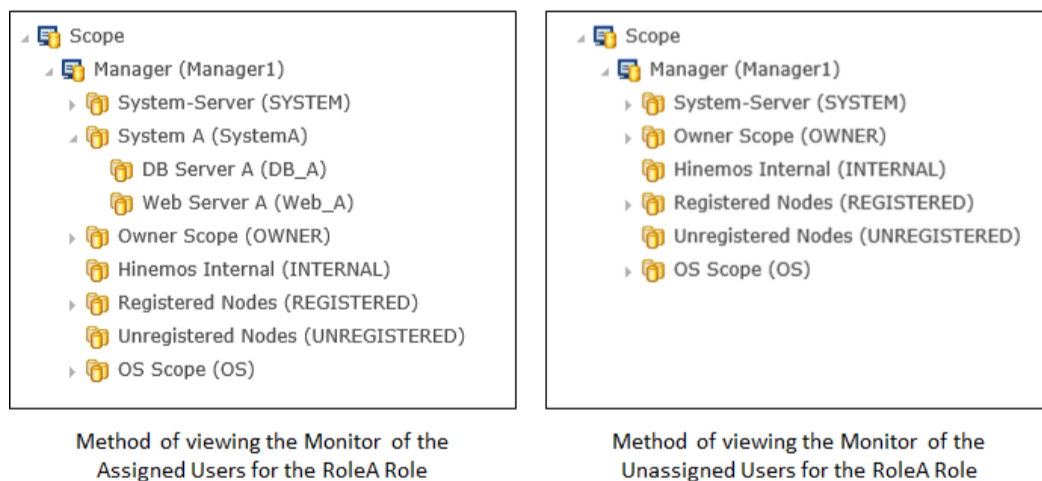 Scope
Manager (Manager1)
System-Server (SYSTEM)
System A (SystemA)
DB Server A (DB_A)
Web Server A (Web_A)
Owner Scope (OWNER)
Hinemos Internal (INTERNAL)
Registered Nodes (REGISTERED)
Unregistered Nodes (UNREGISTERED)
OS Scope (OS)
Method of viewing the Monitor of the
Assigned Users for the RoleA Role
Scope
Manager (Manager1)
System-Server (SYSTEM)
Owner Scope (OWNER)
Hinemos Internal (INTERNAL)
Registered Nodes (REGISTERED)
Unregistered Nodes (UNREGISTERED)
OS Scope (OS)
Method of viewing the Monitor of the
Unassigned Users for the RoleA Role